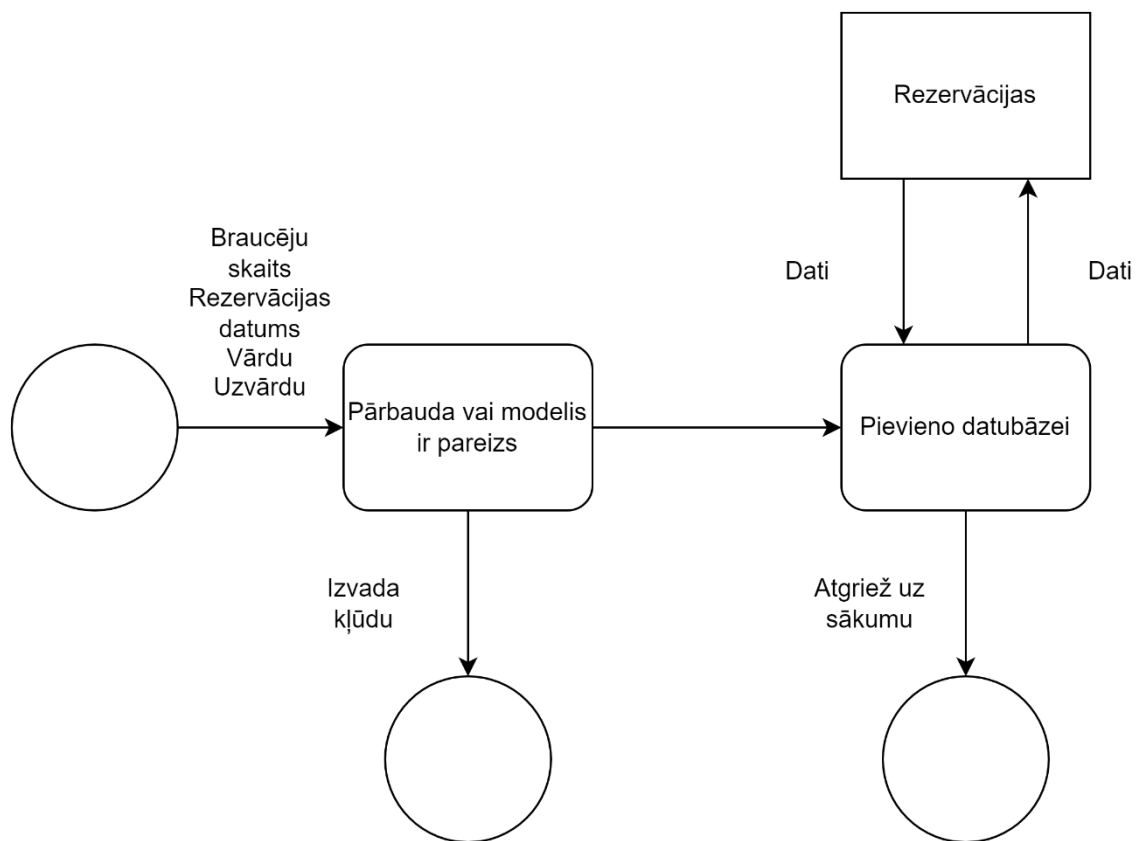 Rezervācijas
Braucēju
skaits
Rezervācijas
datums
Vārdu
Uzvārdu
Dati
Dati
Pārbauda vai modelis
ir pareizs
Pievieno datubāzei
Izvada
kļūdu
Atgriež uz
sākumu